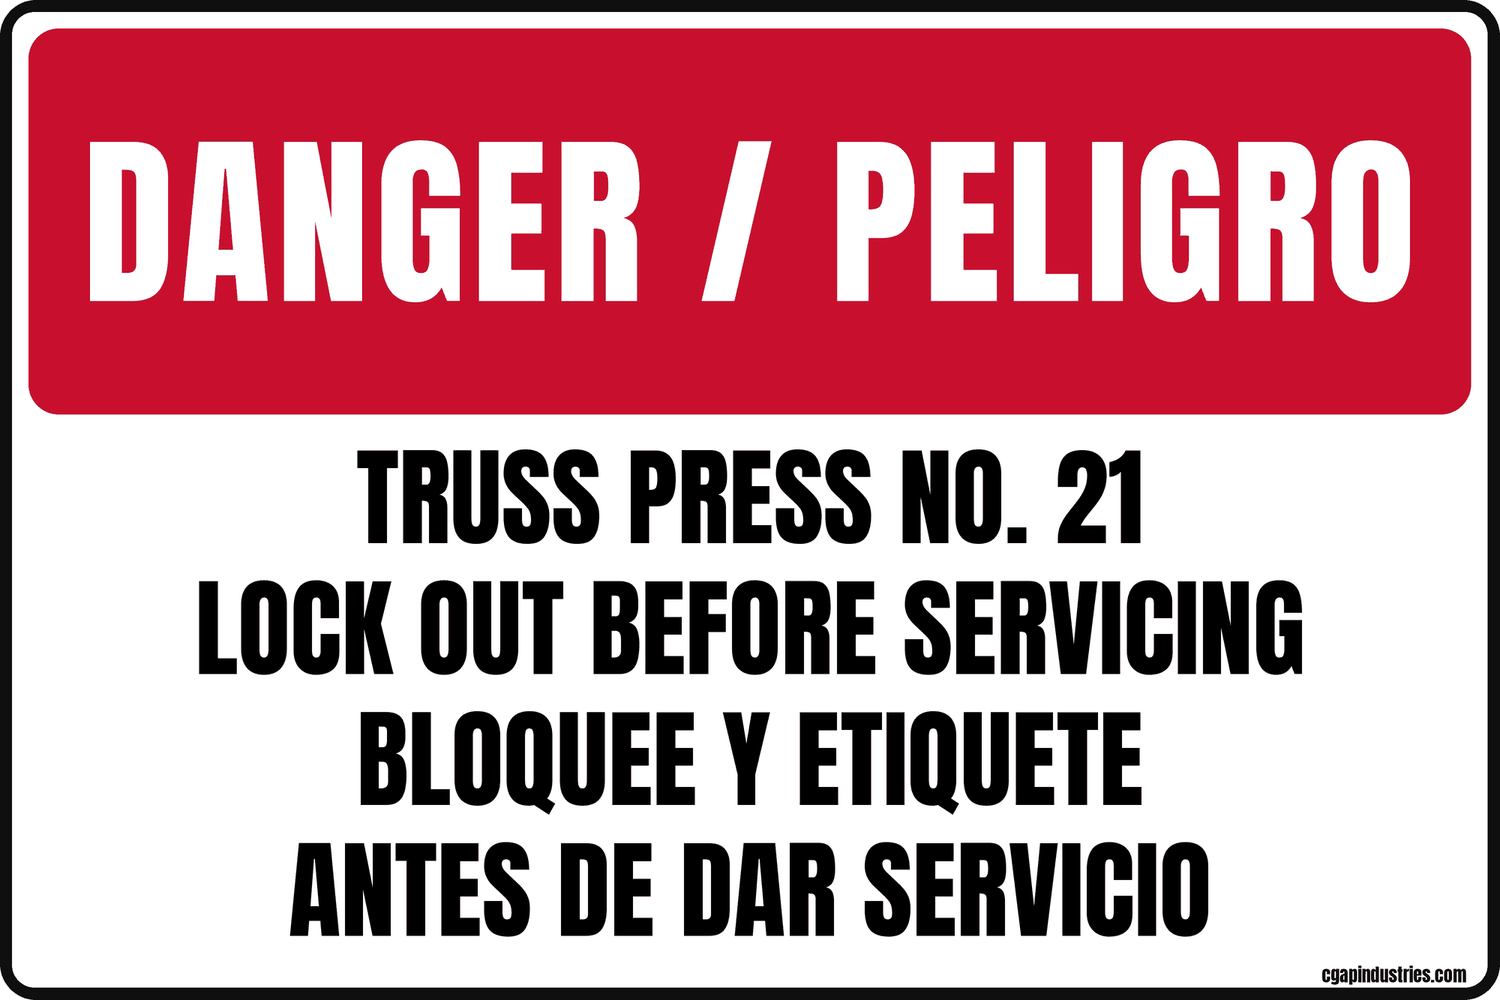 DANGER / PELIGRO
TRUSS PRESS NO. 21
LOCK OUT BEFORE SERVICING
BLOQUEE Y ETIQUETE
ANTES DE DAR SERVICIO
cgapindustries.com